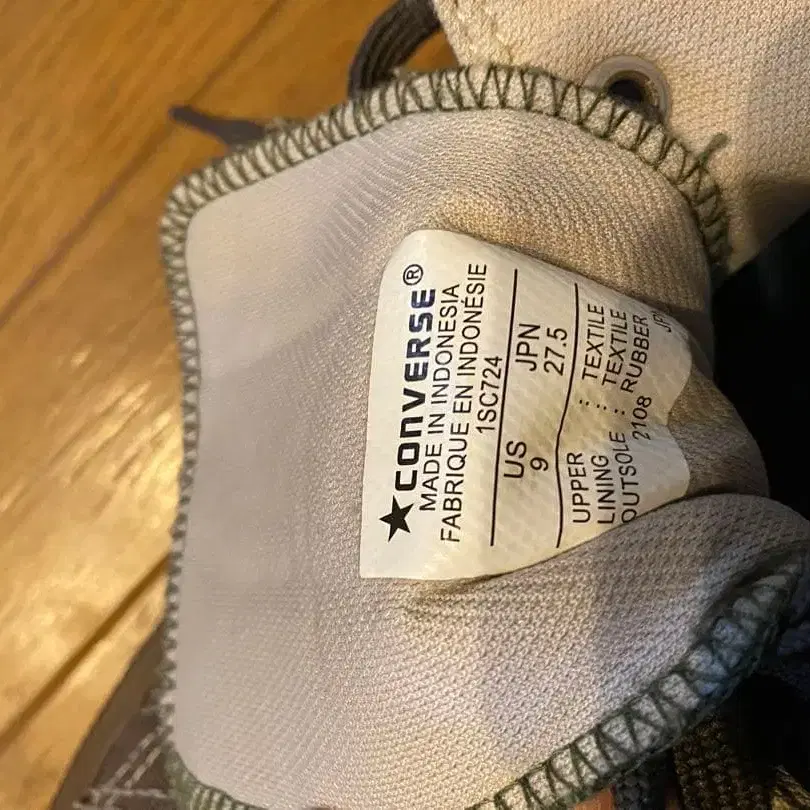 ★ CONVERSE®
MADE IN INDONESIA
FABRIQUE EN INDONÉSIE
1SC724
US JPN
9 27.5
UPPER : TEXTILE
LINING : TEXTILE
OUTSOLE : RUBBER
2108